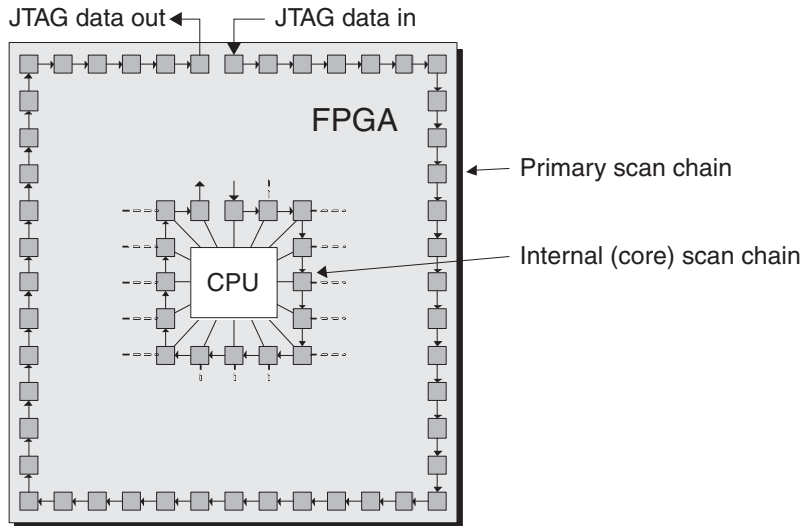 JTAG data out
JTAG data in
FPGA
Primary scan chain
Internal (core) scan chain
CPU